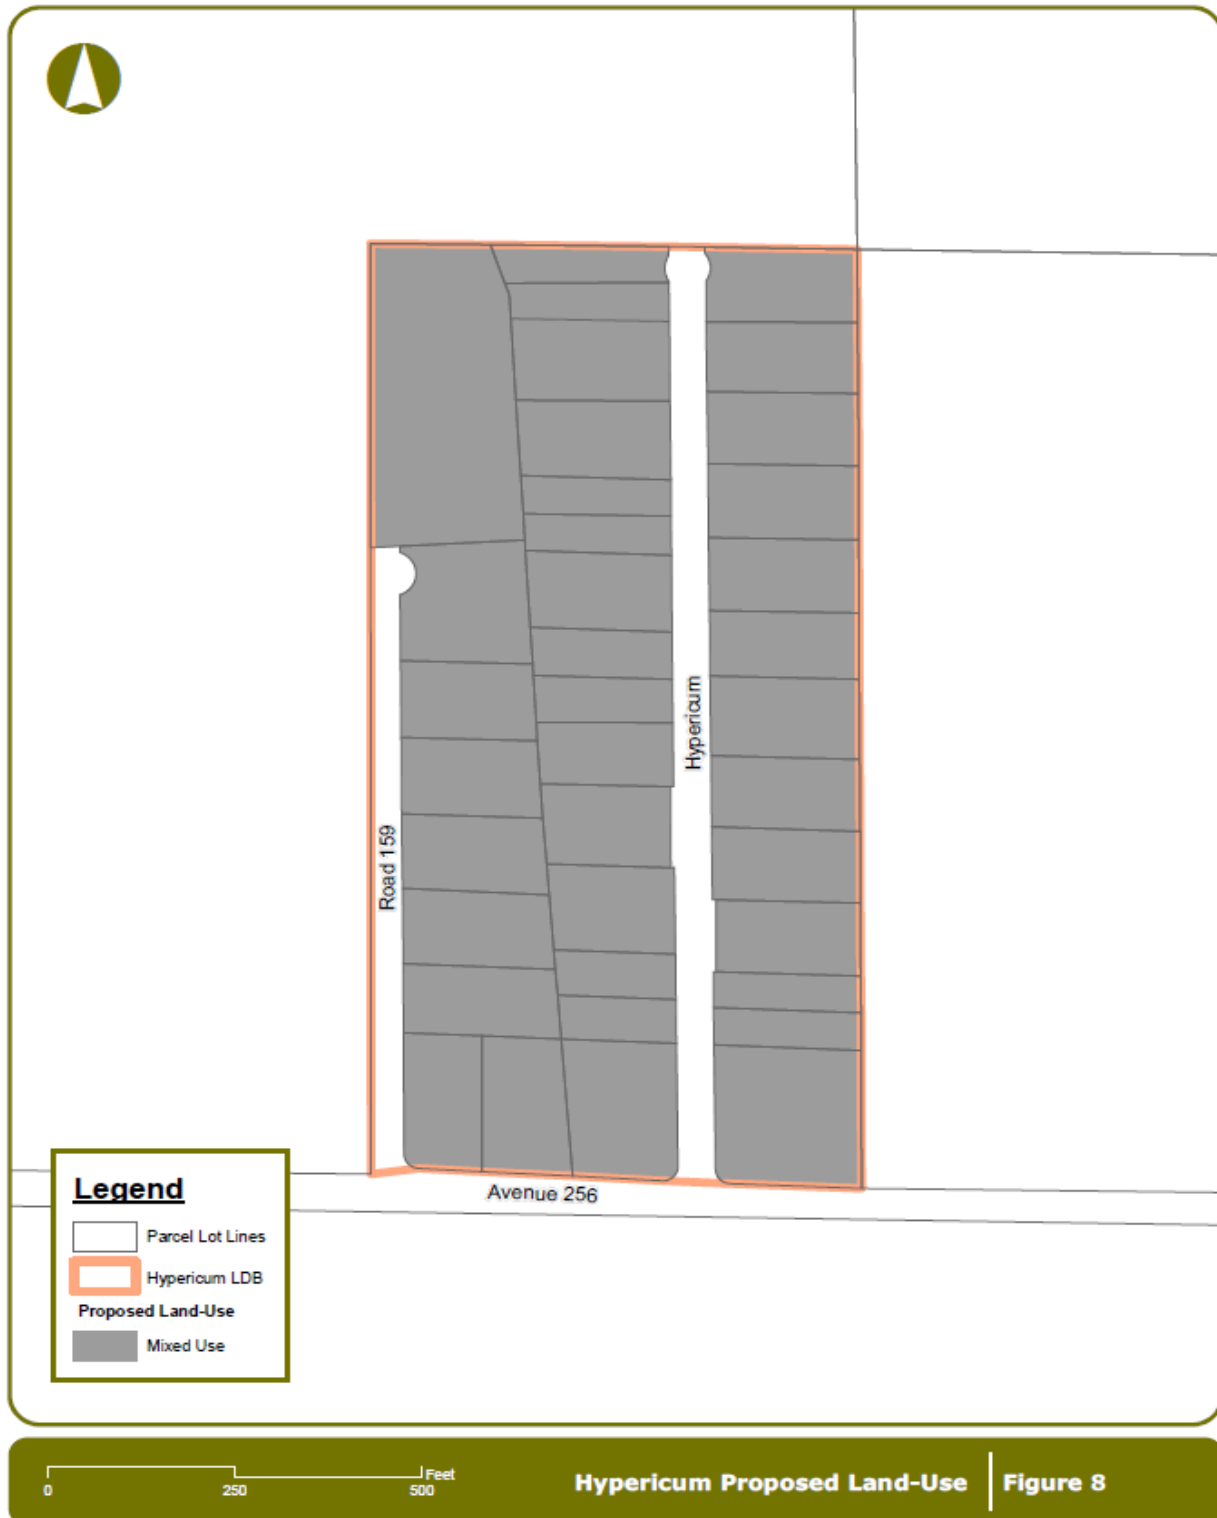 Hypericum
Road 159
Avenue 256
Legend
Parcel Lot Lines
Hypericum LDB
Proposed Land-Use
Mixed Use
Feet
0 250 500
Hypericum Proposed Land-Use Figure 8